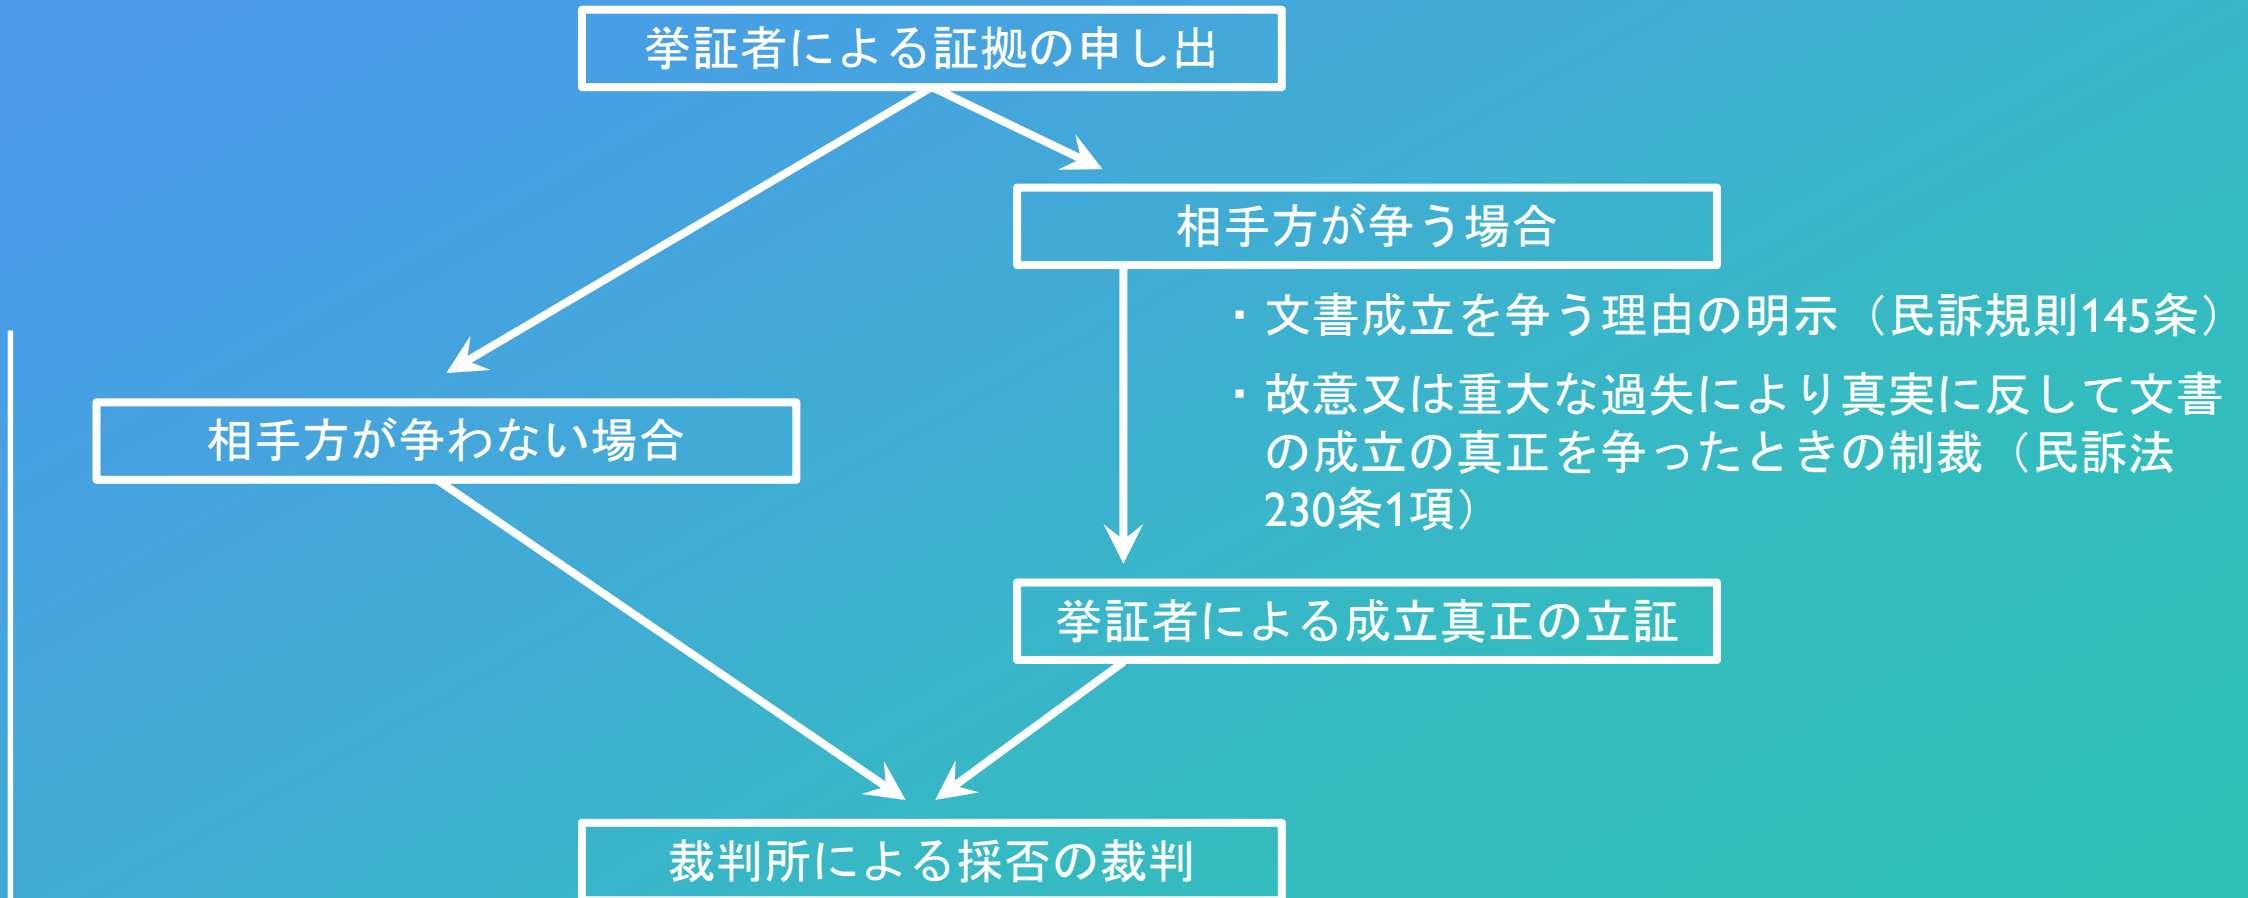 挙証者による証拠の申し出
相手方が争う場合
・文書成立を争う理由の明示（民訴規則145条）
・故意又は重大な過失により真実に反して文書
の成立の真正を争ったときの制裁（民訴法
230条1項）
相手方が争わない場合
挙証者による成立真正の立証
裁判所による採否の裁判